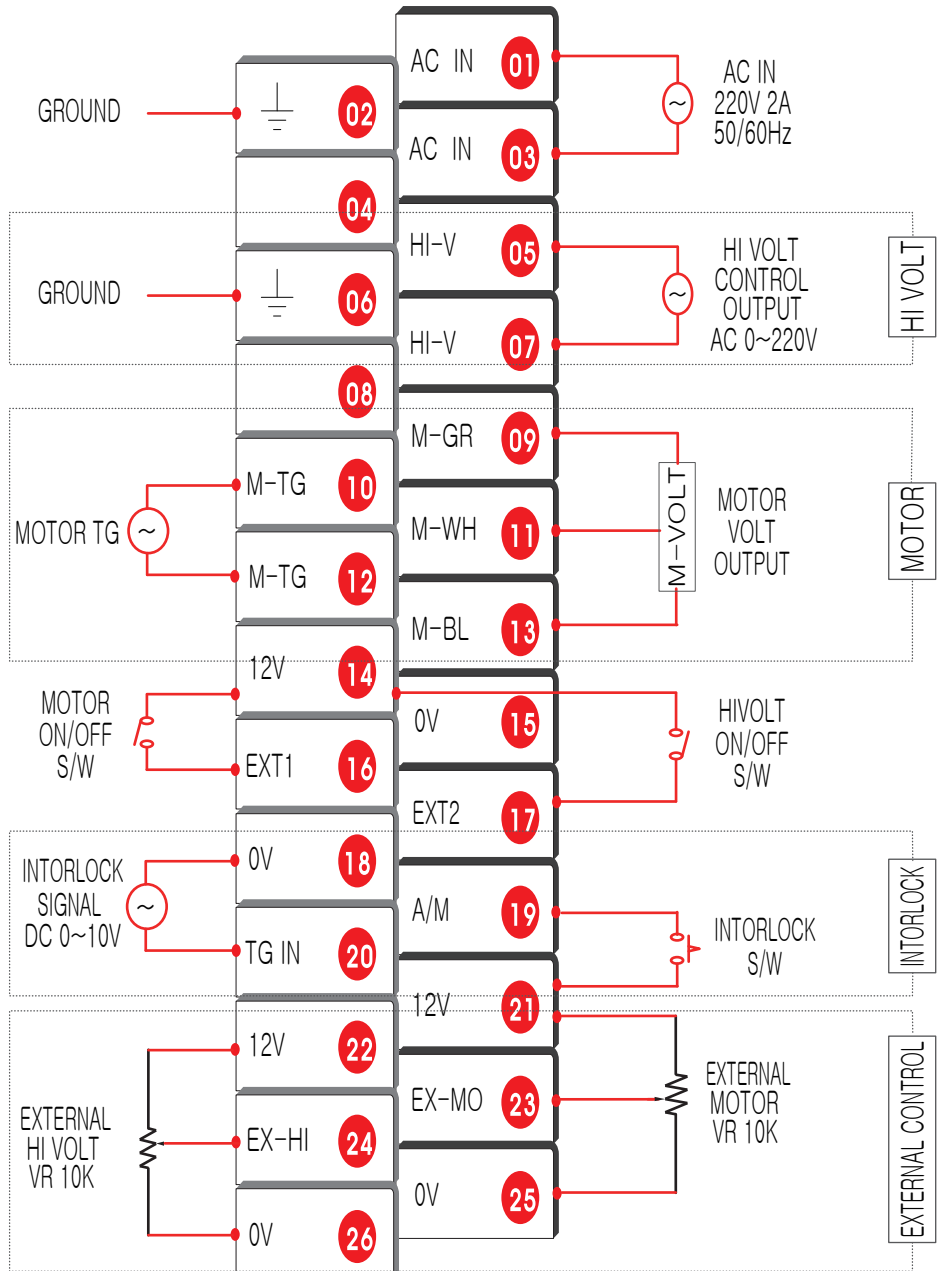 AC IN 01
02
GROUND
AC IN
220V 2A
50/60Hz
AC IN 03
04
HI-V 05
GROUND
06
HI VOLT
CONTROL
OUTPUT
AC 0~220V
HI VOLT
HI-V 07
08
M-GR 09
M-TG 10
MOTOR TG
~
M-WH 11
M-VOLT
MOTOR
VOLT
OUTPUT
MOTOR
M-TG 12
M-BL 13
12V 14
MOTOR
ON/OFF
S/W
0V 15
HIVOLT
ON/OFF
S/W
EXT1 16
EXT2 17
0V 18
INTORLOCK
SIGNAL
DC 0~10V
~
A/M 19
INTORLOCK
S/W
INTORLOCK
TG IN 20
12V 21
12V 22
EX-MO 23
EXTERNAL
MOTOR
VR 10K
EXTERNAL
HI VOLT
VR 10K
EX-HI 24
EXTERNAL CONTROL
0V 25
0V 26